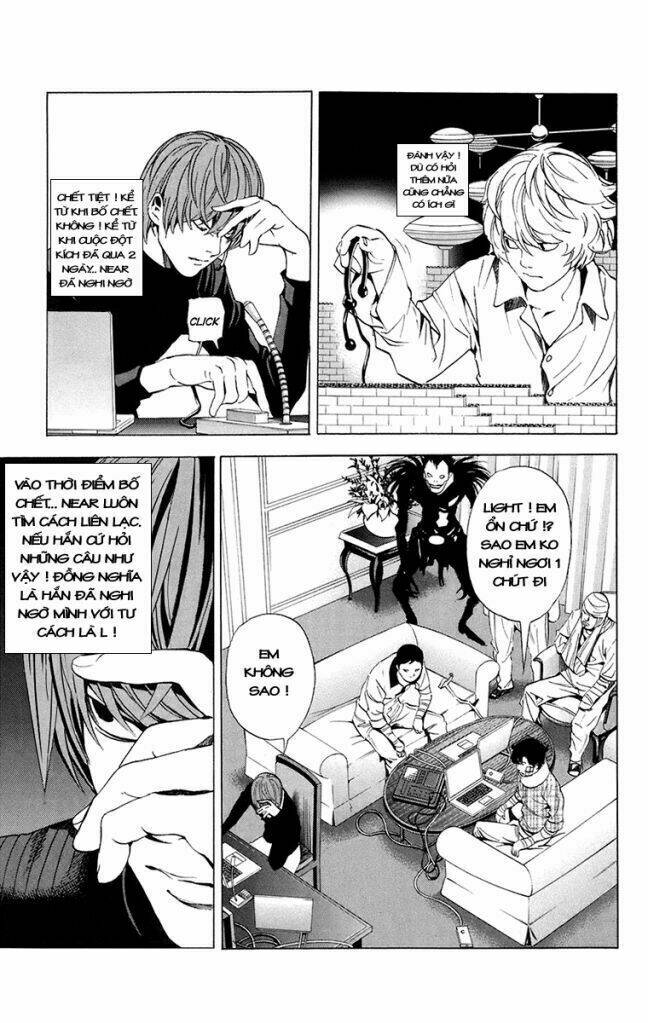 ĐÀNH VẬY !
DÙ CÓ HỎI
THÊM NỮA
CŨNG CHẲNG
CÓ ÍCH GÌ
CHẾT TIỆT ! KỂ
TỪ KHI BỐ CHẾT
KHÔNG ! KỂ TỪ
KHI CUỘC ĐỘT
KÍCH ĐÃ QUA 2
NGÀY... NEAR
ĐÃ NGHI NGỜ
CLICK
LIGHT ! EM
ỔN CHỨ !?
SAO EM KO
NGHỈ NGƠI 1
CHÚT ĐI
EM
KHÔNG
SAO !
VÀO THỜI ĐIỂM BỐ
CHẾT... NEAR LUÔN
TÌM CÁCH LIÊN LẠC.
NẾU HẮN CỨ HỎI
NHỮNG CÂU NHƯ
VẬY ! ĐỒNG NGHĨA
LÀ HẮN ĐÃ NGHI
NGỜ MÌNH VỚI TƯ
CÁCH LÀ L !